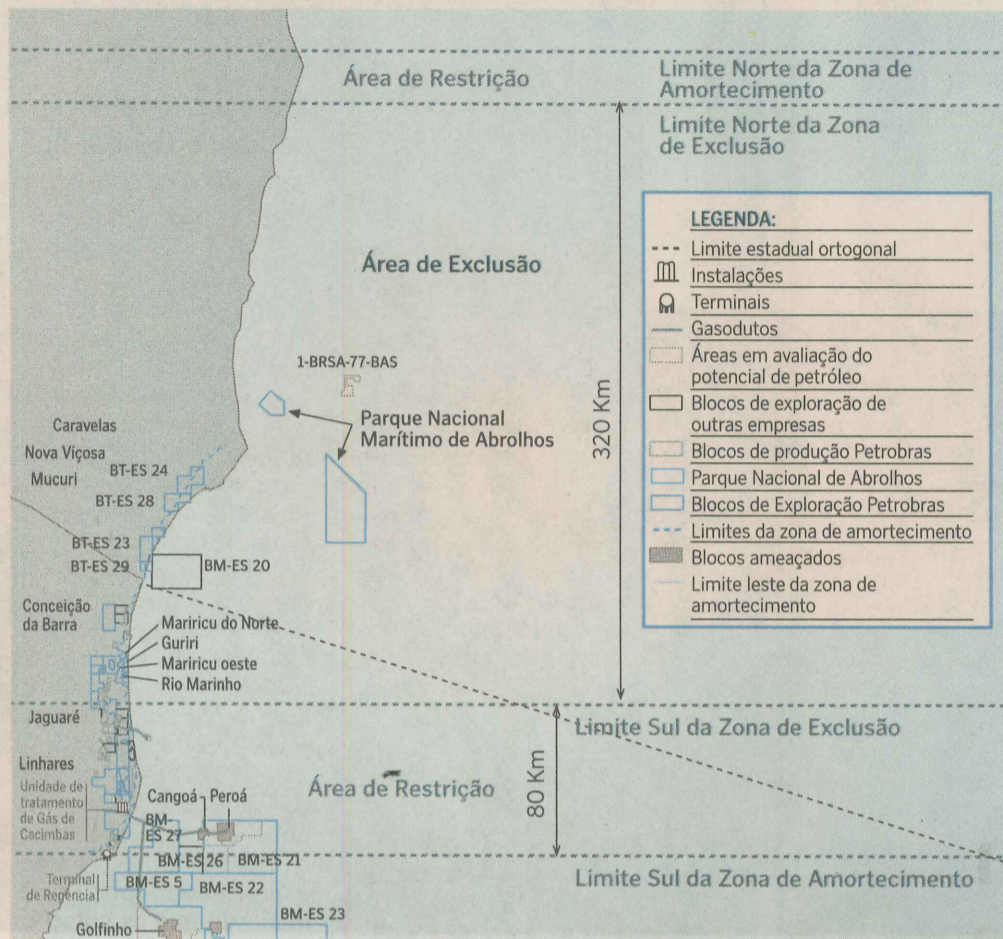 Área de Restrição
Limite Norte da Zona de
Amortecimento
Limite Norte da Zona
de Exclusão
LEGENDA:
Limite estadual ortogonal
Instalações
Terminais
Gasodutos
Áreas em avaliação do
potencial de petróleo
Blocos de exploração de
outras empresas
Blocos de produção Petrobras
Parque Nacional de Abrolhos
Blocos de Exploração Petrobras
Limites da zona de amortecimento
Blocos ameaçados
Limite leste da zona de
amortecimento
Área de Exclusão
320 Km
1-BRSA-77-BAS
Parque Nacional
Marítimo de Abrolhos
Caravelas
Nova Viçosa
Mucuri
BT-ES 24
BT-ES 28
BT-ES 23
BT-ES 29
BM-ES 20
Conceição
da Barra
Mariricu do Norte
Guriri
Mariricu oeste
Rio Marinho
Jaguaré
Limite Sul da Zona de Exclusão
Linhares
Unidade de
tratamento
de Gás de
Cacimbas
Área de Restrição
80 Km
Cangoá
Peroá
BM-
ES 27
BM-ES 26
BM-ES 21
Terminal
de Regência
BM-ES 5
BM-ES 22
Limite Sul da Zona de Amortecimento
BM-ES 23
Golfinho